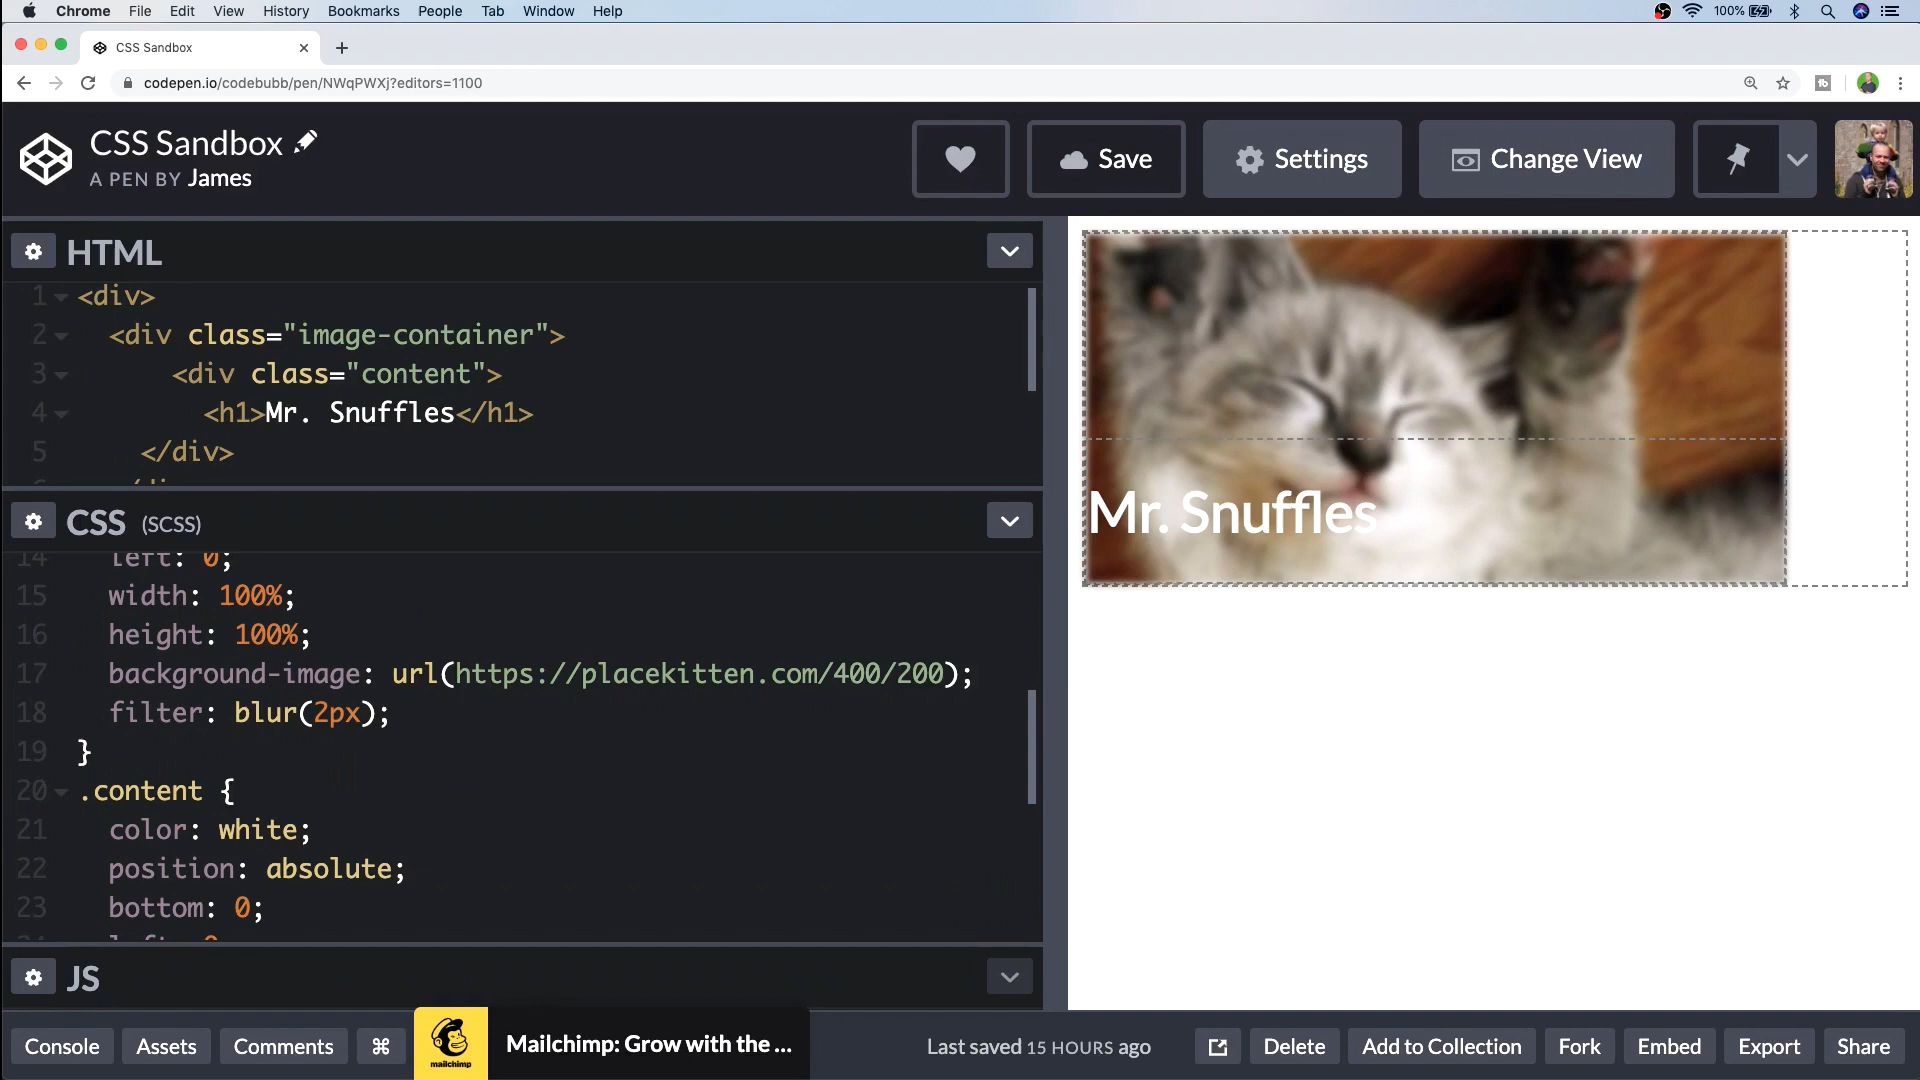 Chrome File Edit View History Bookmarks People Tab Window Help
100%
CSS Sandbox
codepen.io/codebubb/pen/NWqPWXj?editors=1100
CSS Sandbox
A PEN BY James
Save
Settings
Change View
HTML
1 <div>
2 <div class="image-container">
3 <div class="content">
4 <h1>Mr. Snuffles</h1>
5 </div>
CSS (SCSS)
14 left: 0;
15 width: 100%;
16 height: 100%;
17 background-image: url(https://placekitten.com/400/200);
18 filter: blur(2px);
19 }
20 .content {
21 color: white;
22 position: absolute;
23 bottom: 0;
JS
Mr. Snuffles
Console
Assets
Comments
⌘
mailchimp
Mailchimp: Grow with the ...
Last saved 15 HOURS ago
Delete
Add to Collection
Fork
Embed
Export
Share